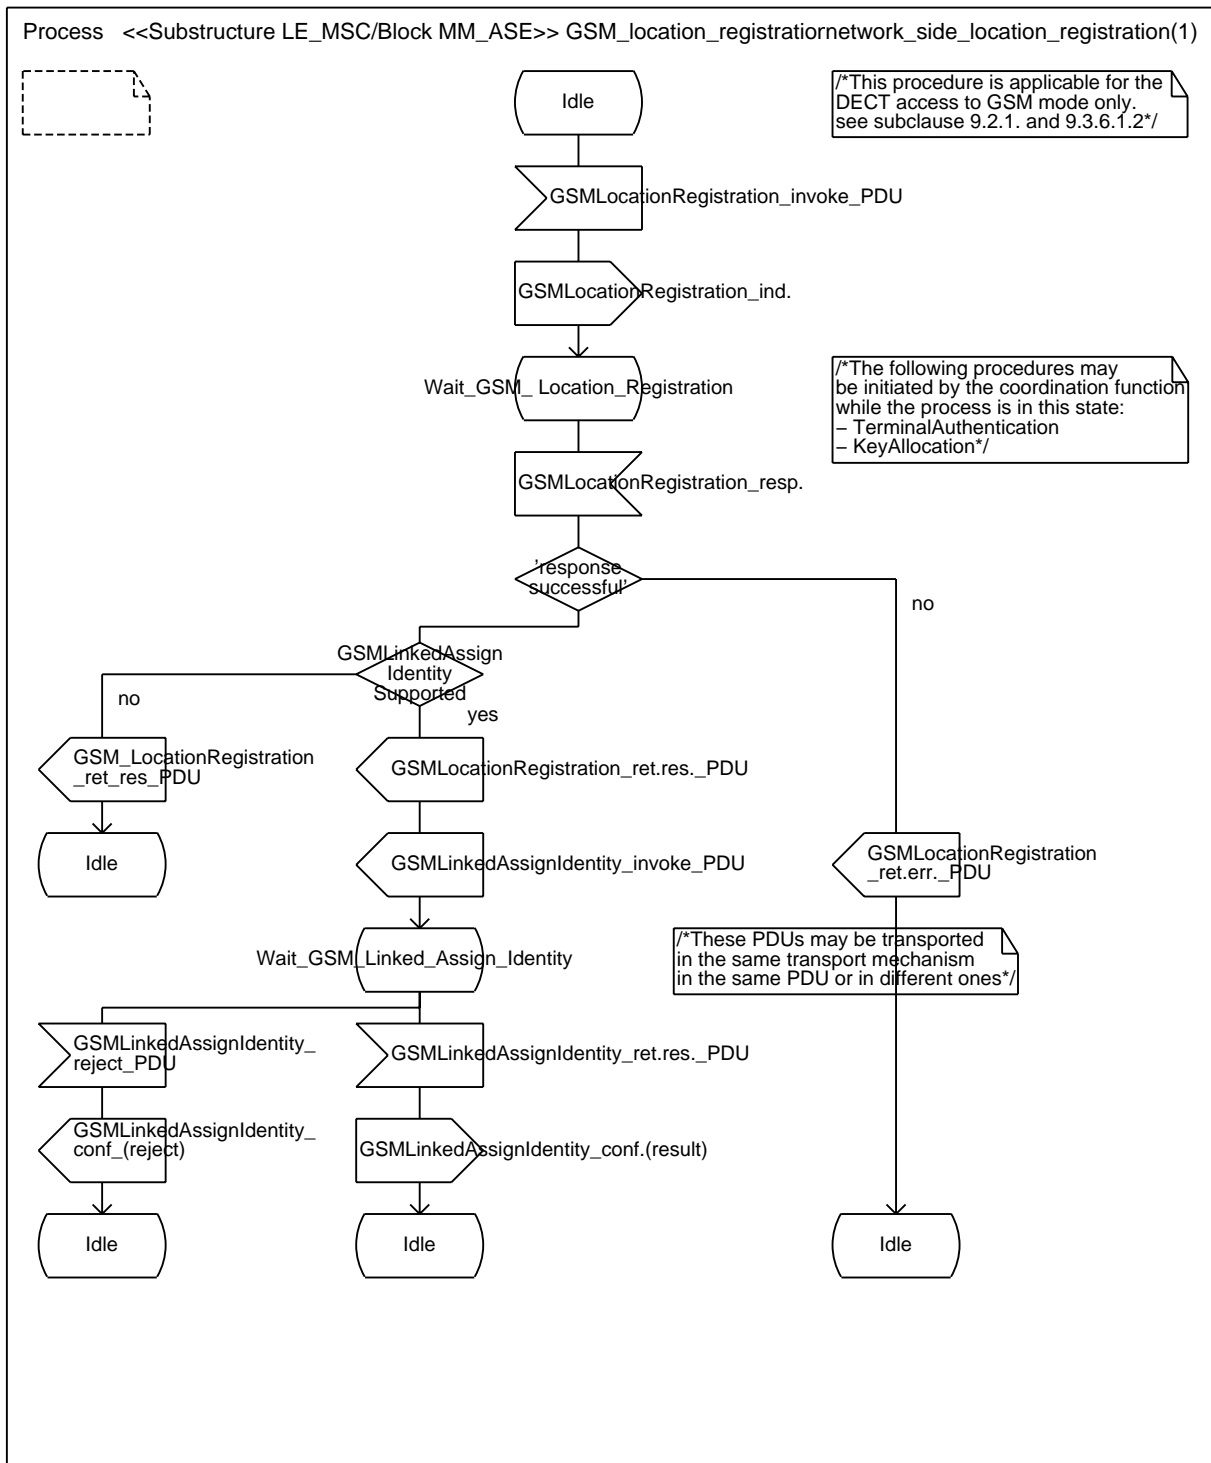 Process <<Substructure LE_MSC/Block MM_ASE>> GSM_location_registratiornetwork_side_location_registration(1)
Idle
/*This procedure is applicable for the
DECT access to GSM mode only.
see subclause 9.2.1. and 9.3.6.1.2*/
GSMLocationRegistration_invoke_PDU
GSMLocationRegistration_ind.
Wait_GSM_ Location_Registration
/*The following procedures may
be initiated by the coordination function
while the process is in this state:
– TerminalAuthentication
– KeyAllocation*/
GSMLocationRegistration_resp.
'response
successful'
no
GSMLinkedAssign
Identity
Supported
no
yes
GSM_LocationRegistration
_ret_res_PDU
GSMLocationRegistration_ret.res._PDU
Idle
GSMLinkedAssignIdentity_invoke_PDU
GSMLocationRegistration
_ret.err._PDU
Wait_GSM_Linked_Assign_Identity
/*These PDUs may be transported
in the same transport mechanism
in the same PDU or in different ones*/
GSMLinkedAssignIdentity_
reject_PDU
GSMLinkedAssignIdentity_ret.res._PDU
GSMLinkedAssignIdentity_
conf_(reject)
GSMLinkedAssignIdentity_conf.(result)
Idle
Idle
Idle